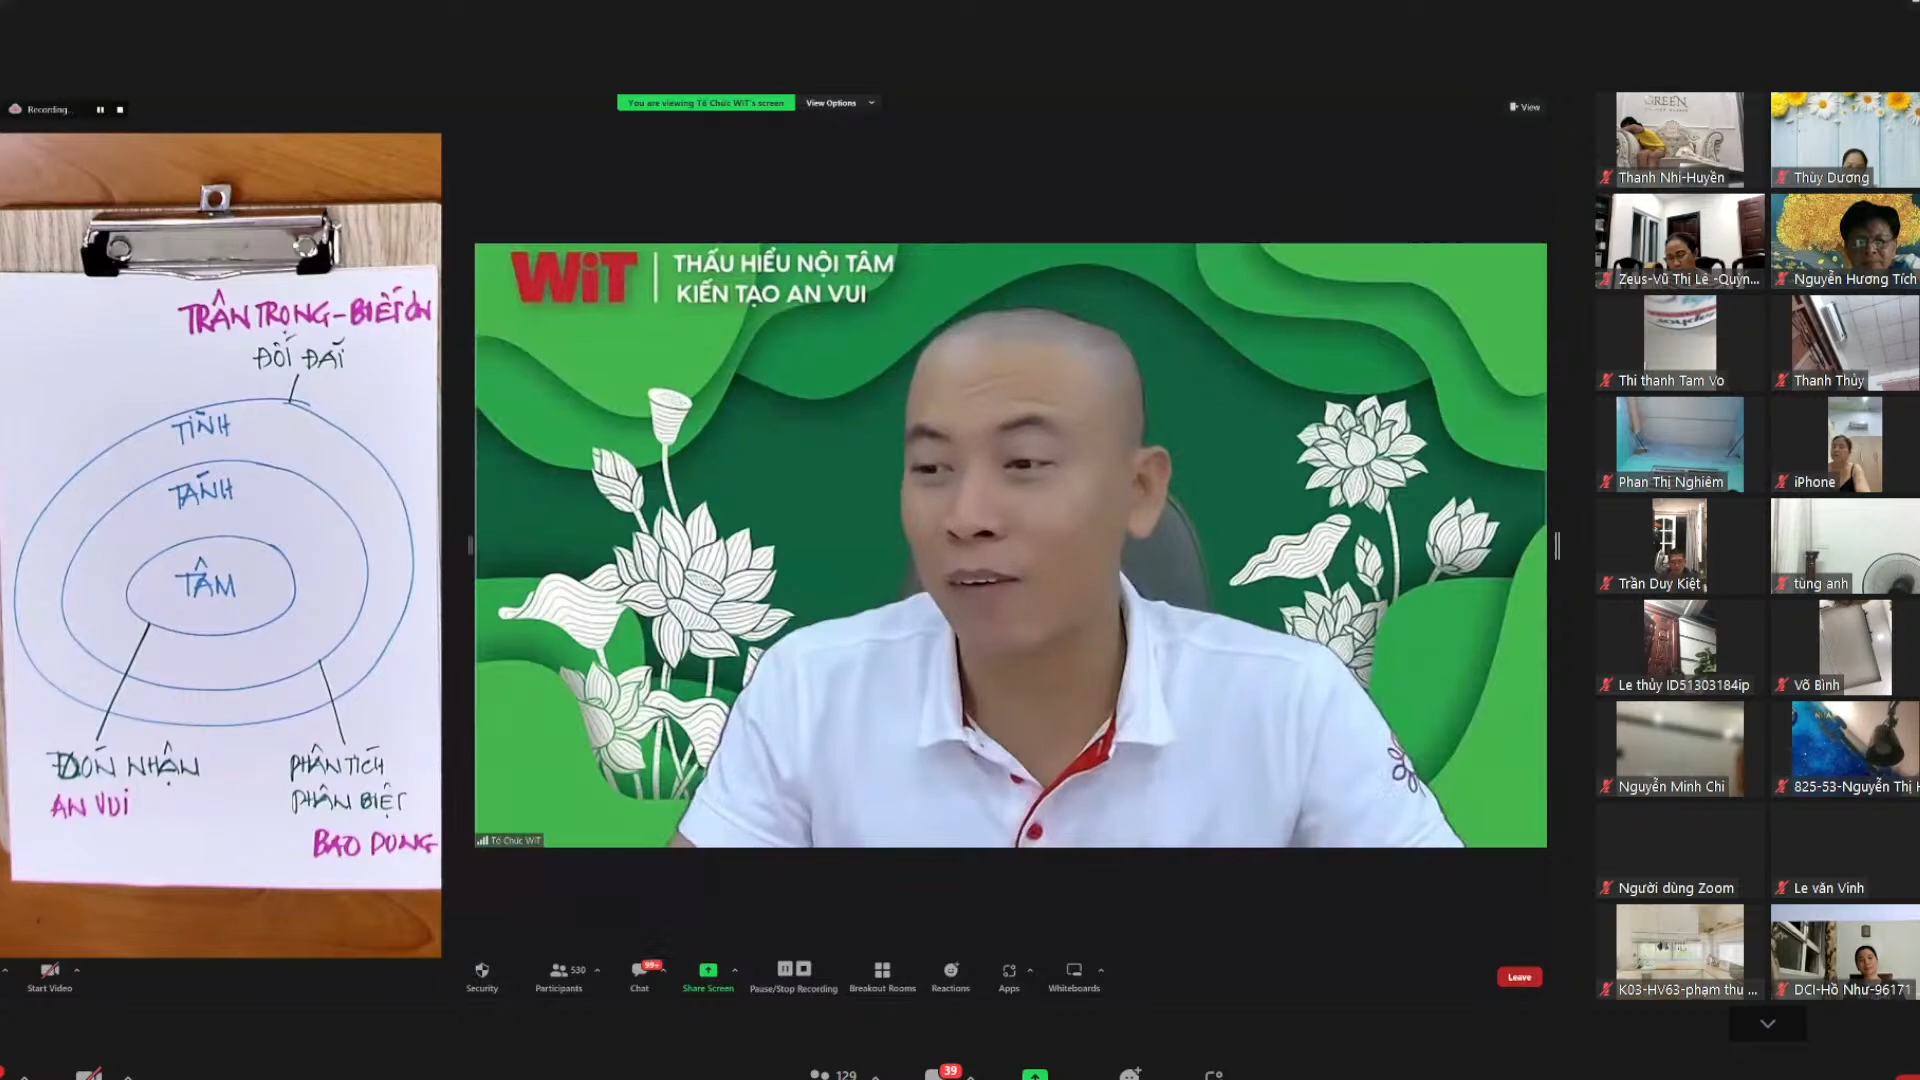 Recording...
You are viewing Tổ Chức WiT's screen
View Options
View
TRÂN TRỌNG - BIẾT ƠN
ĐỐI ĐÃI
TÌNH
TÁNH
TÂM
ĐÓN NHẬN
AN VUI
PHÂN TÍCH
PHÂN BIỆT
BAO DUNG
WiT
THẤU HIỂU NỘI TÂM
KIẾN TẠO AN VUI
Tổ Chức WiT
GREEN
Thanh Nhi-Huyền
Thùy Dương
Zeus-Vũ Thị Lê -Quỳn...
Nguyễn Hương Tích
Thi thanh Tam Vo
Thanh Thủy
Phan Thị Nghiêm
iPhone
Trần Duy Kiệt
tùng anh
Le thủy ID51303184ip
Võ Bình
Nguyễn Minh Chi
825-53-Nguyễn Thị H
Người dùng Zoom
Le văn Vinh
K03-HV63-phạm thu ...
DCI-Hồ Như-96171
Start Video
Security
Participants
530
Chat
99+
Share Screen
Pause/Stop Recording
Breakout Rooms
Reactions
Apps
Whiteboards
Leave
129
39